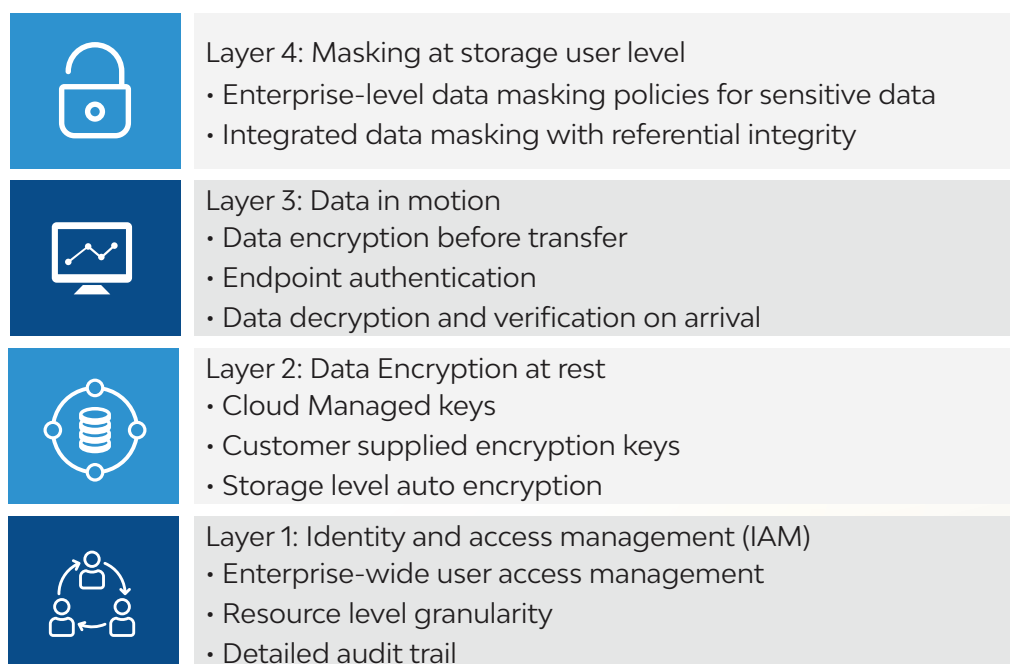 Layer 4: Masking at storage user level
• Enterprise-level data masking policies for sensitive data
• Integrated data masking with referential integrity
Layer 3: Data in motion
• Data encryption before transfer
• Endpoint authentication
• Data decryption and verification on arrival
Layer 2: Data Encryption at rest
• Cloud Managed keys
• Customer supplied encryption keys
• Storage level auto encryption
Layer 1: Identity and access management (IAM)
• Enterprise-wide user access management
• Resource level granularity
• Detailed audit trail